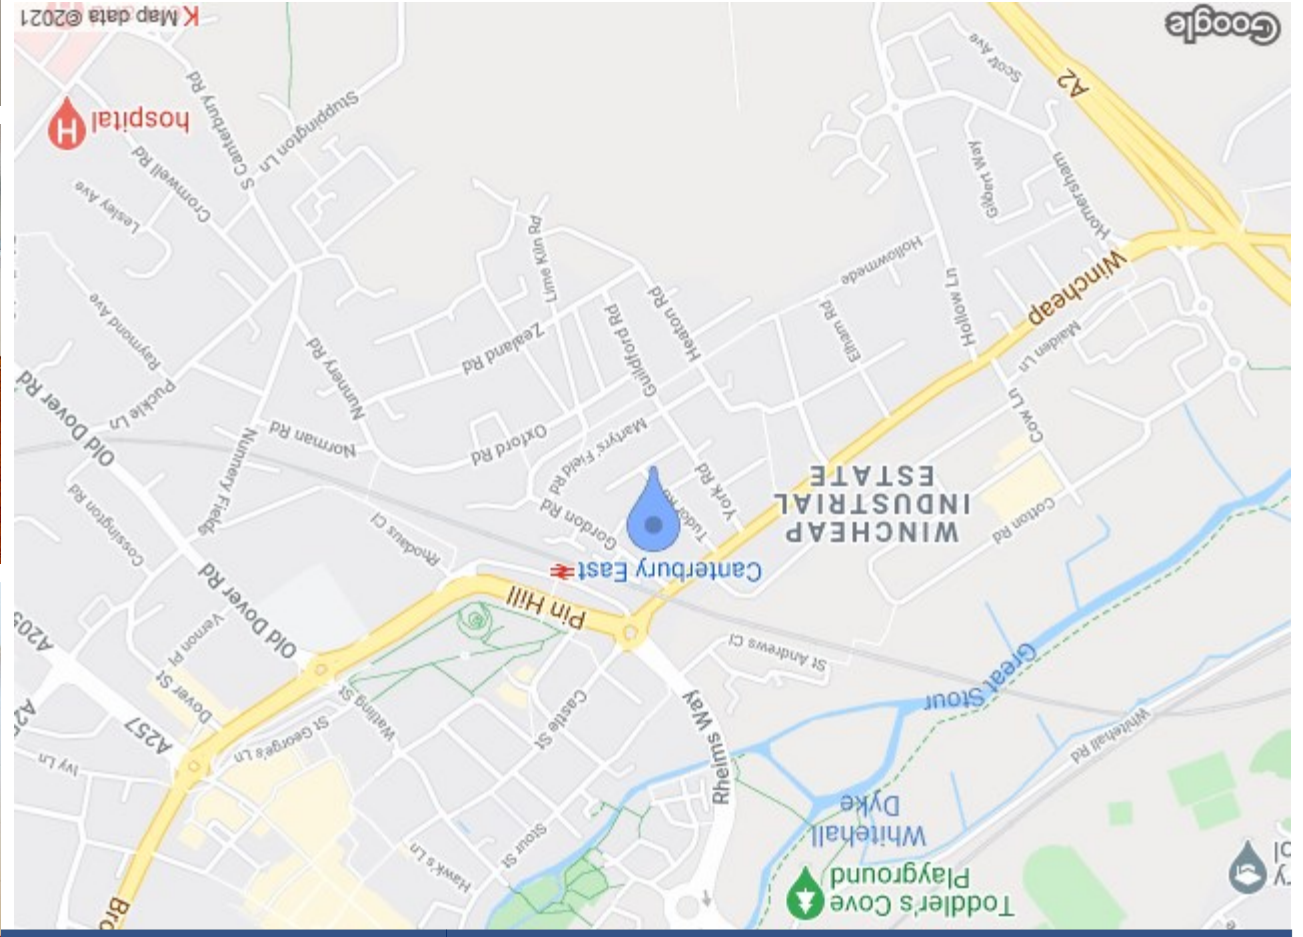 Toddler's Cove
Playground
Whitehall
Dyke
Bro
Hawk's Ln
Stour St
Rheims Way
Ivy Ln
A257
St George's Ln
Whitehall Rd
Great Stour
Castle St
Watling St
Dover St
Vernon Pl
St Andrews Cl
Old Dover Rd
Pin Hill
Canterbury East
WINCHEAP
INDUSTRIAL
ESTATE
Cotton Rd
Tudor Rd
Gordon Rd
Rhodaus Cl
Cossington Rd
York Rd
Martyrs' Field Rd
Nunnery Fields
Cow Ln
Oxford Rd
Norman Rd
Old Dover Rd
Puckle Ln
Maiden Ln
Guildford Rd
Zealand Rd
Nunnery Rd
Raymond Ave
Wincheap
Hollow Ln
Elham Rd
Heaton Rd
Lime Kiln Rd
Hollowmede
Homersham
Gilbert Way
Lesley Ave
Cromwell Rd
Stuppington Ln
S Canterbury Rd
hospital
H
A2
Scott Ave
Google
K
Map data ©2021